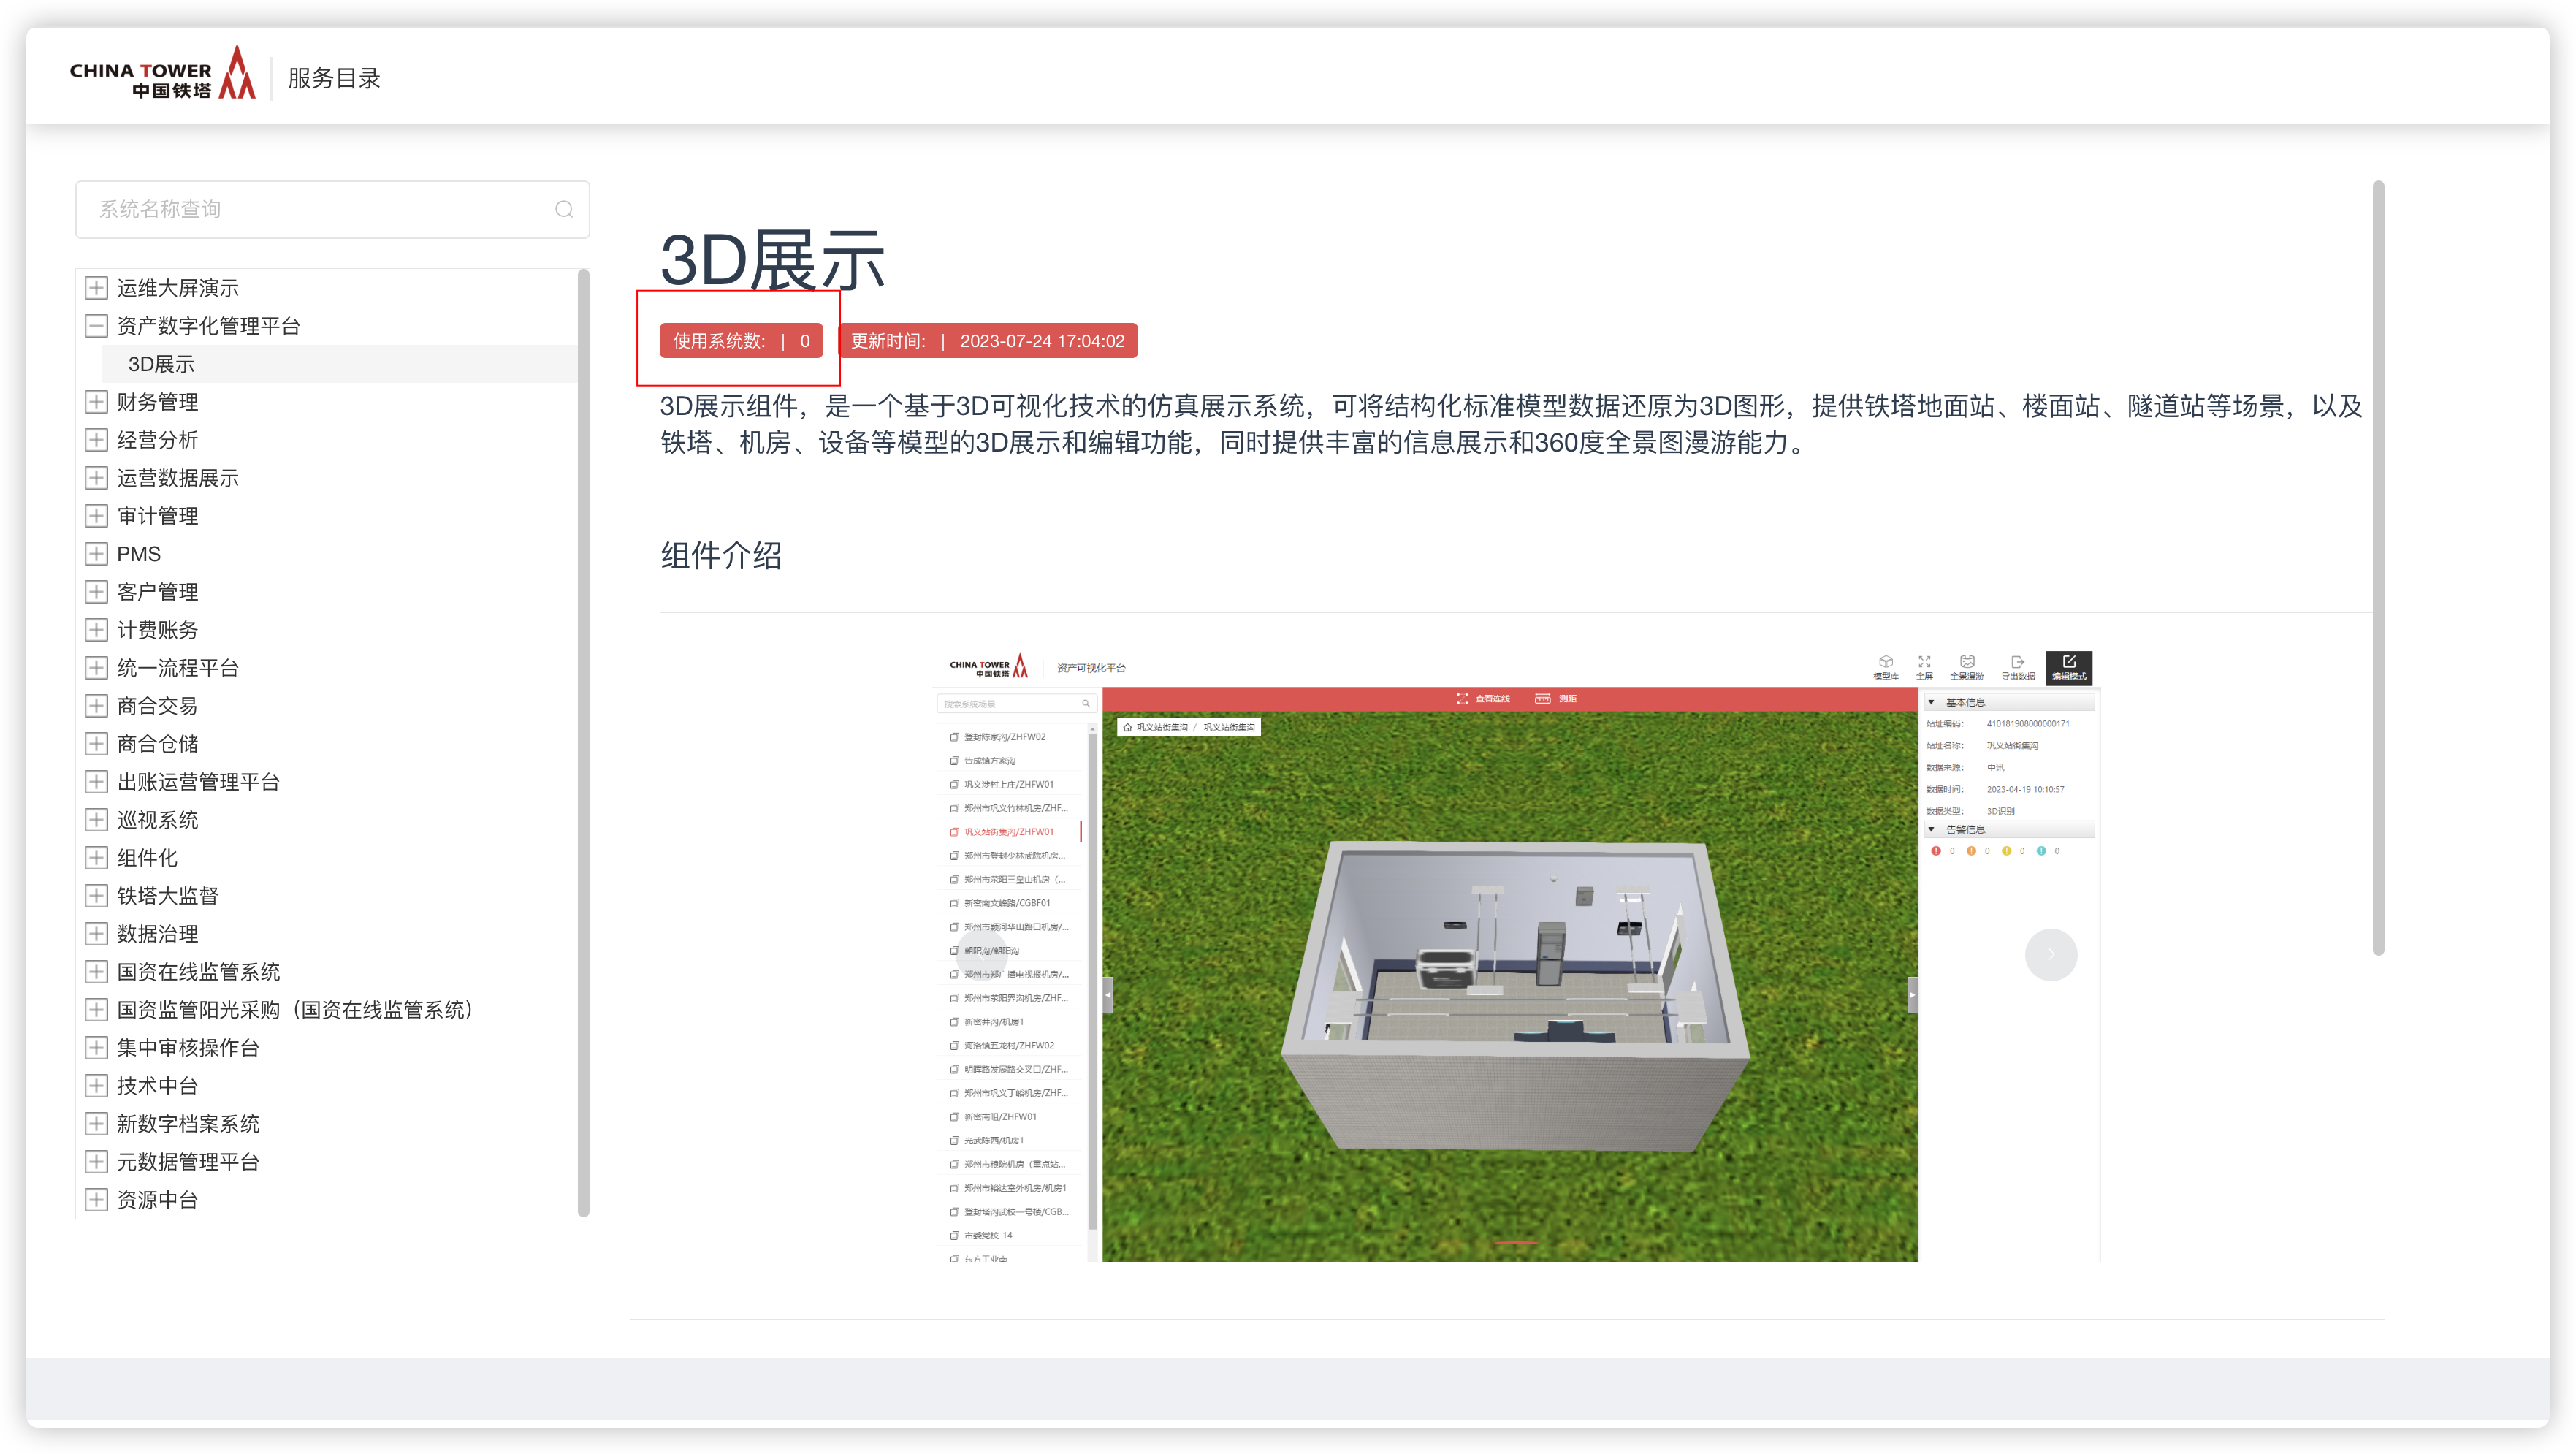 CHINA TOWER
中国铁塔
服务目录
系统名称查询
运维大屏演示
资产数字化管理平台
3D展示
财务管理
经营分析
运营数据展示
审计管理
PMS
客户管理
计费账务
统一流程平台
商合交易
商合仓储
出账运营管理平台
巡视系统
组件化
铁塔大监督
数据治理
国资在线监管系统
国资监管阳光采购（国资在线监管系统）
集中审核操作台
技术中台
新数字档案系统
元数据管理平台
资源中台
3D展示
使用系统数: | 0
更新时间: | 2023-07-24 17:04:02
3D展示组件，是一个基于3D可视化技术的仿真展示系统，可将结构化标准模型数据还原为3D图形，提供铁塔地面站、楼面站、隧道站等场景，以及
铁塔、机房、设备等模型的3D展示和编辑功能，同时提供丰富的信息展示和360度全景图漫游能力。
组件介绍
CHINA TOWER
中国铁塔
资产可视化平台
模型库 全屏 全景漫游 导出数据 编辑模式
搜索系统场景
查看连线 测距
巩义站街集沟 / 巩义站街集沟
登封陈家沟/ZHFW02
告成镇方家沟
巩义涉村上庄/ZHFW01
郑州市巩义竹林机房/ZHF...
巩义站街集沟/ZHFW01
郑州市登封少林武院机房...
郑州市荥阳三皇山机房（...
新密南文峰路/CGBF01
郑州市颍河华山路口机房/...
朝阳沟/朝阳沟
郑州市郑广播电视报机房/...
郑州市荥阳界沟机房/ZHF...
新密井沟/机房1
河洛镇五龙村/ZHFW02
明晖路发展路交叉口/ZHF...
郑州市巩义丁峪机房/ZHF...
新密南咀/ZHFW01
光武陈西/机房1
郑州市粮院机房（重点站...
郑州市裕达室外机房/机房1
登封塔沟武校一号楼/CGB...
市委党校-14
东方工业南
基本信息
站址编码: 410181908000000171
站址名称: 巩义站街集沟
数据来源: 中讯
数据时间: 2023-04-19 10:10:57
数据类型: 3D识别
告警信息
0 0 0 0